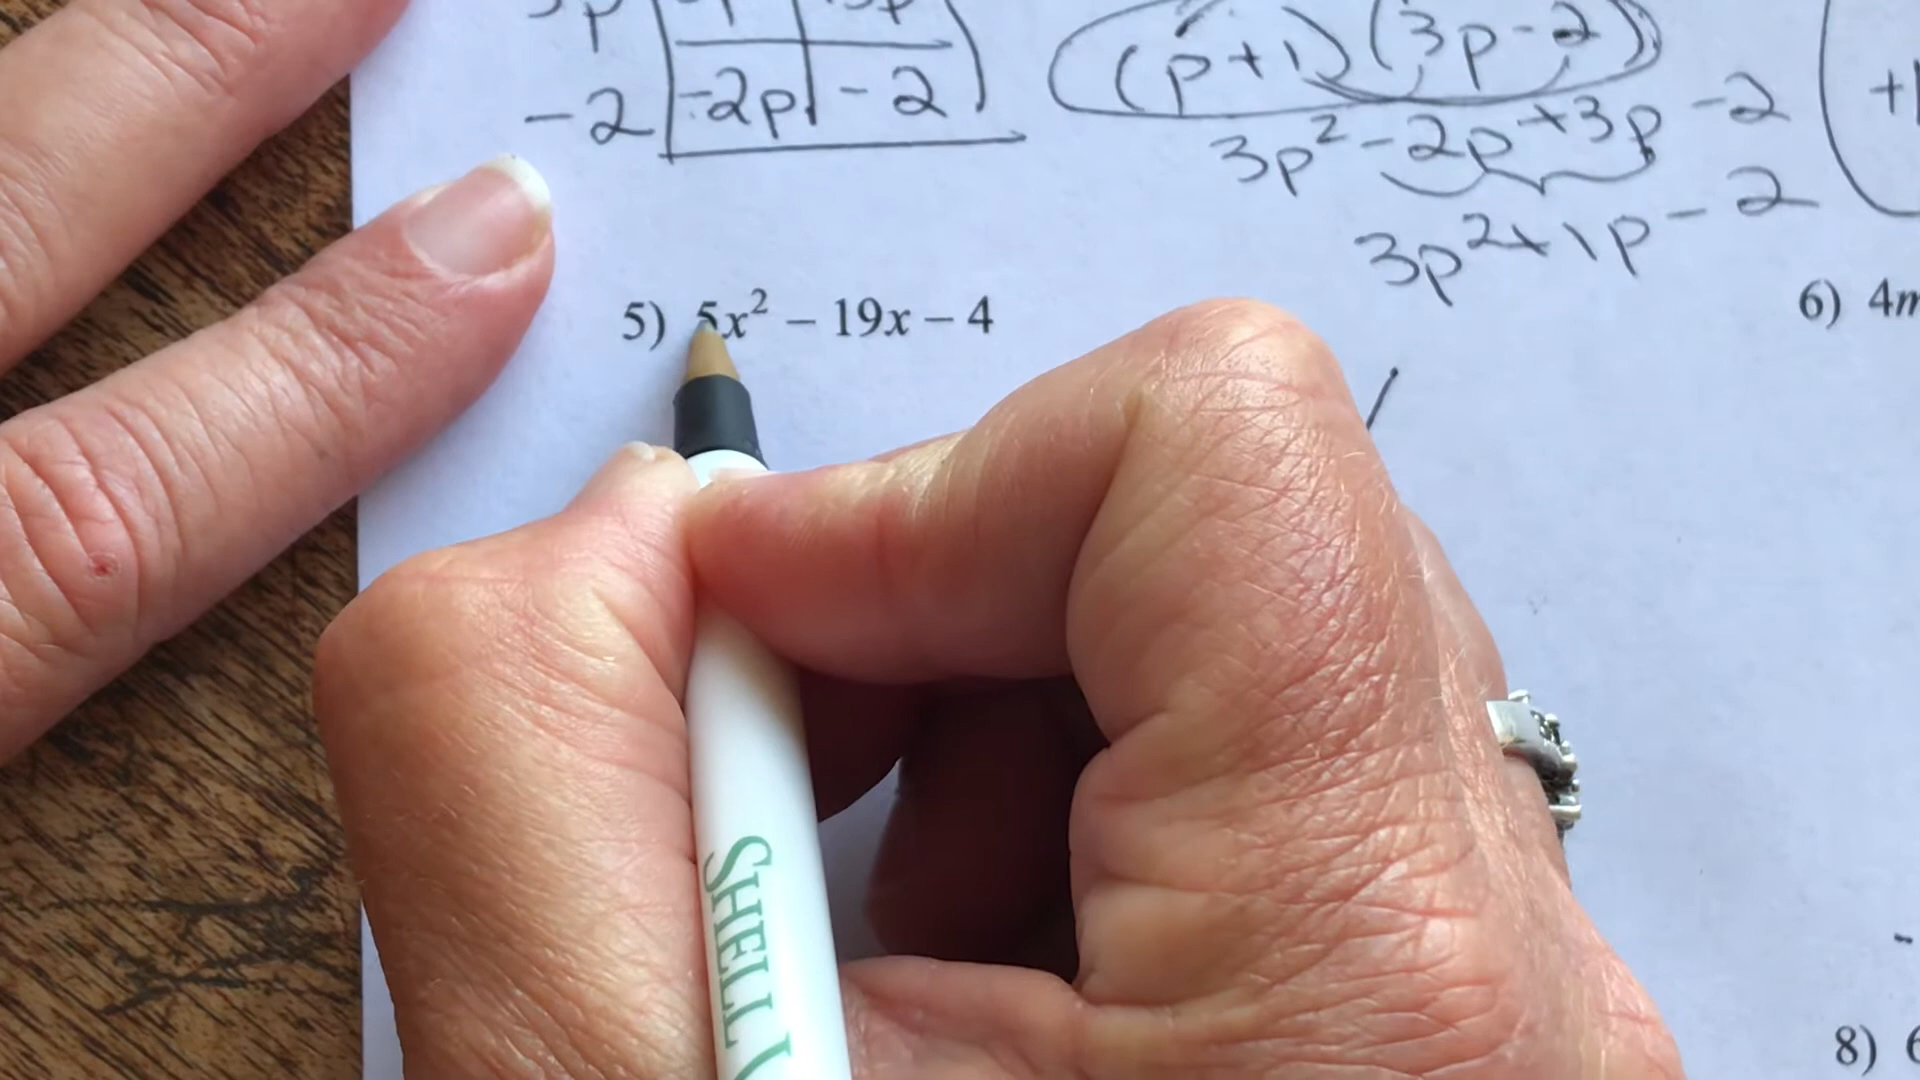 -2 -2p -2
(p+1)(3p-2)
3p²-2p+3p-2
3p²+1p-2
+1
5) 5x² – 19x – 4
6) 4m
8) 6
SHELL